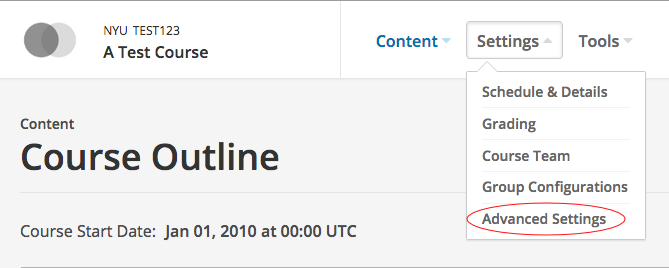 NYU TEST123
A Test Course
Content Settings Tools
Schedule & Details
Grading
Course Team
Group Configurations
Advanced Settings
Content
Course Outline
Course Start Date: Jan 01, 2010 at 00:00 UTC